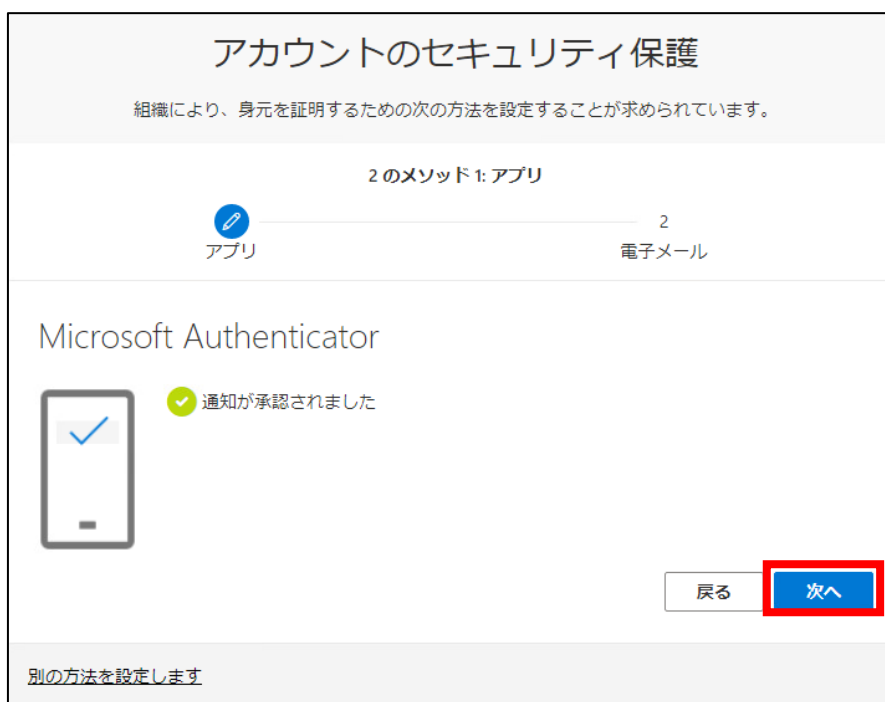 アカウントのセキュリティ保護
組織により、身元を証明するための次の方法を設定することが求められています。
2 のメソッド 1: アプリ
2
アプリ
電子メール
Microsoft Authenticator
通知が承認されました
戻る
次へ
別の方法を設定します